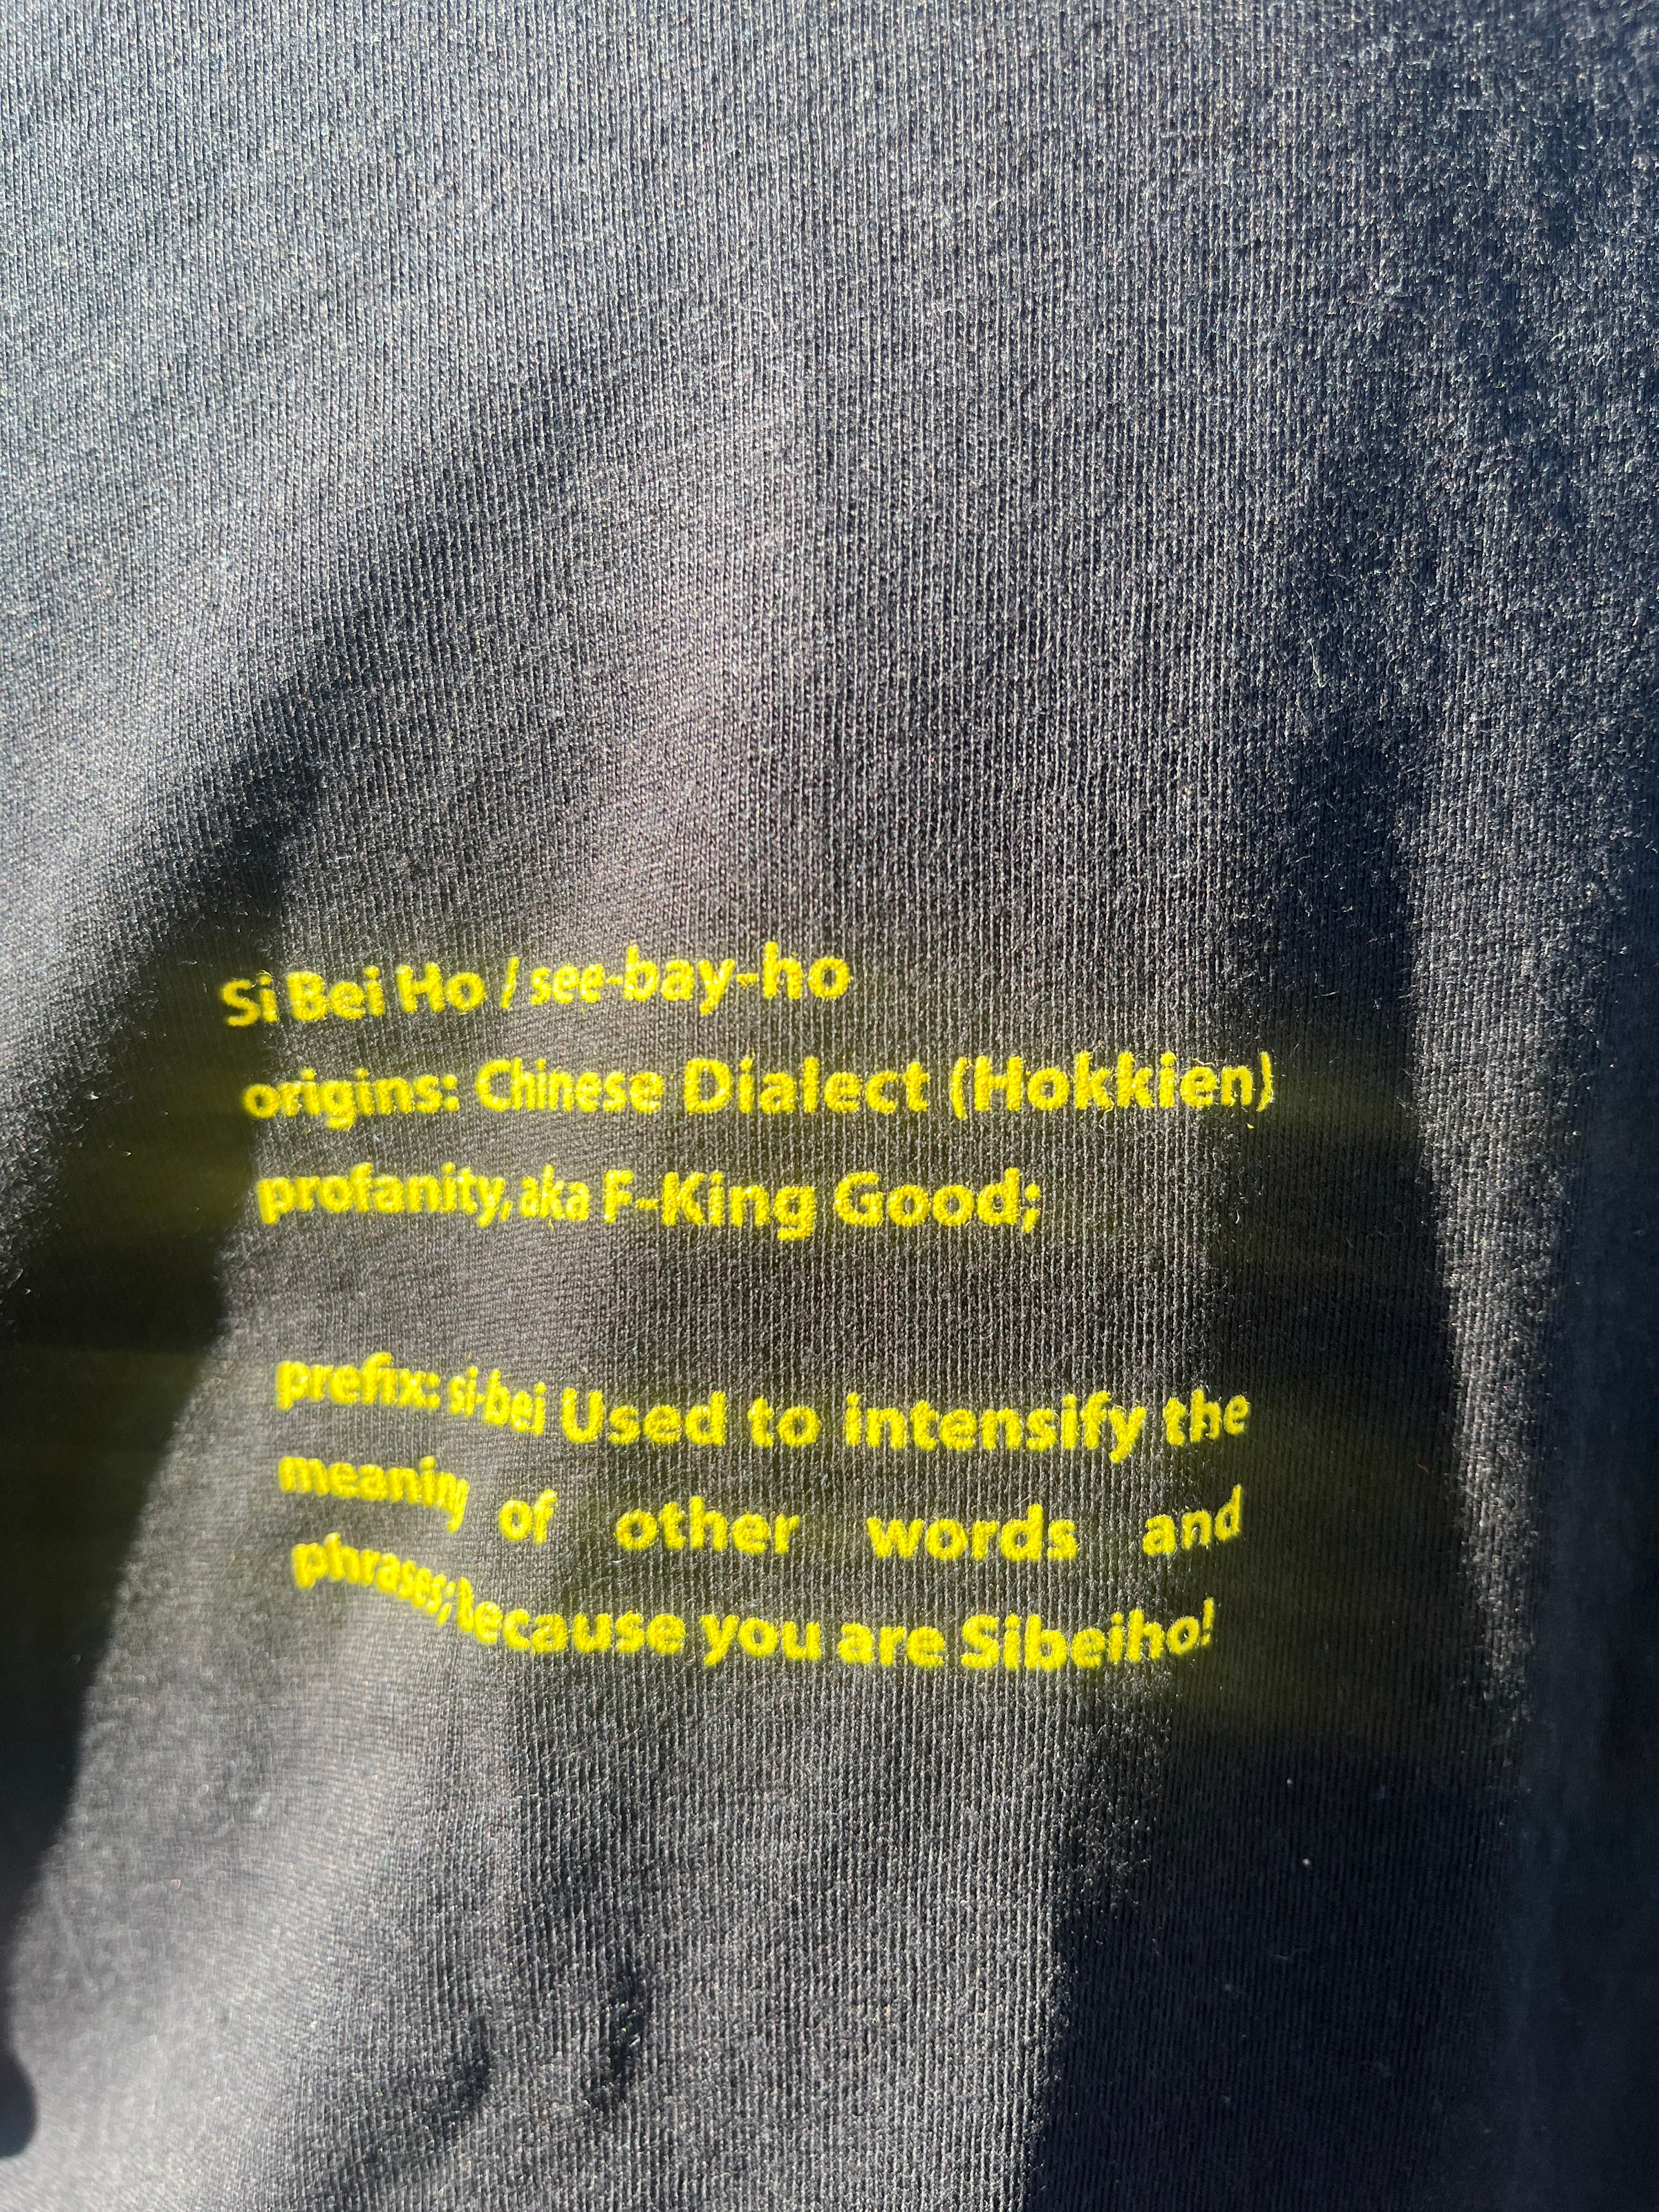 Si Bei Ho / see-bay-ho
origins: Chinese Dialect (Hokkien)
profanity, aka F-King Good;
prefix: si-bei Used to intensify the
meaning of other words and
phrases; because you are Sibeiho!